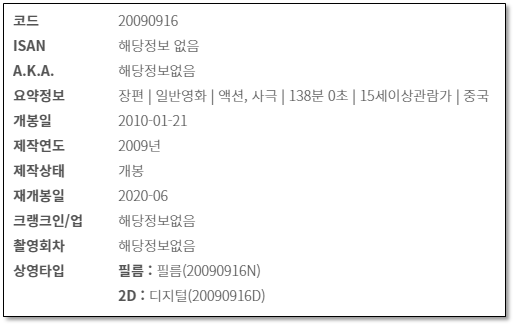 코드 20090916
ISAN 해당정보 없음
A.K.A. 해당정보없음
요약정보 장편 | 일반영화 | 액션, 사극 | 138분 0초 | 15세이상관람가 | 중국
개봉일 2010-01-21
제작연도 2009년
제작상태 개봉
재개봉일 2020-06
크랭크인/업 해당정보없음
촬영회차 해당정보없음
상영타입 필름 : 필름(20090916N)
2D : 디지털(20090916D)